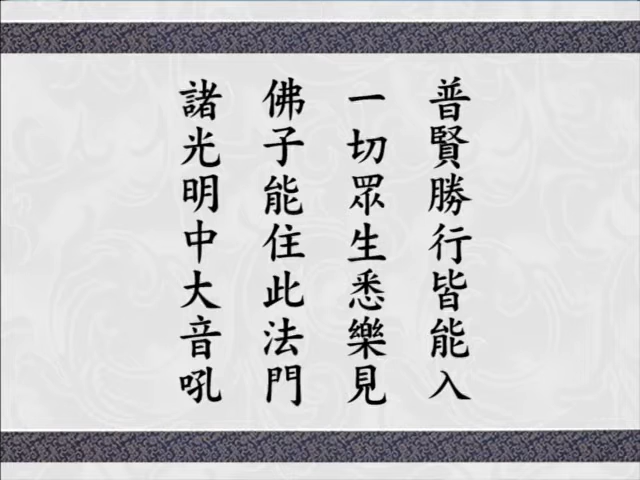 普賢勝行皆能入
一切眾生悉樂見
佛子能住此法門
諸光明中大音吼